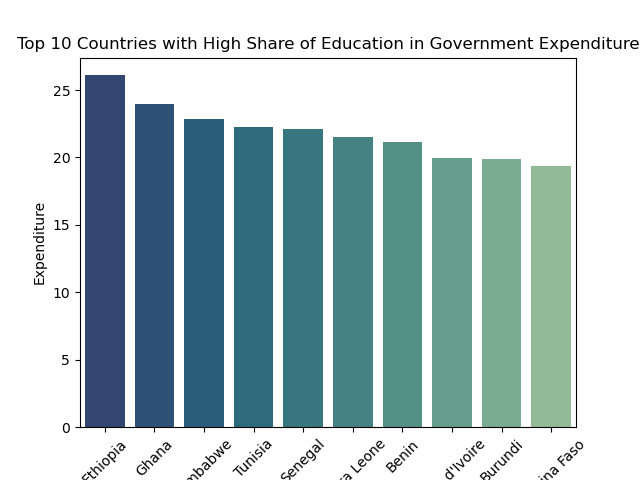 Top 10 Countries with High Share of Education in Government Expenditure
Expenditure
25
20
15
10
5
0
Ethiopia
Ghana
mbabwe
Tunisia
Senegal
ra Leone
Benin
d'Ivoire
Burundi
ina Faso